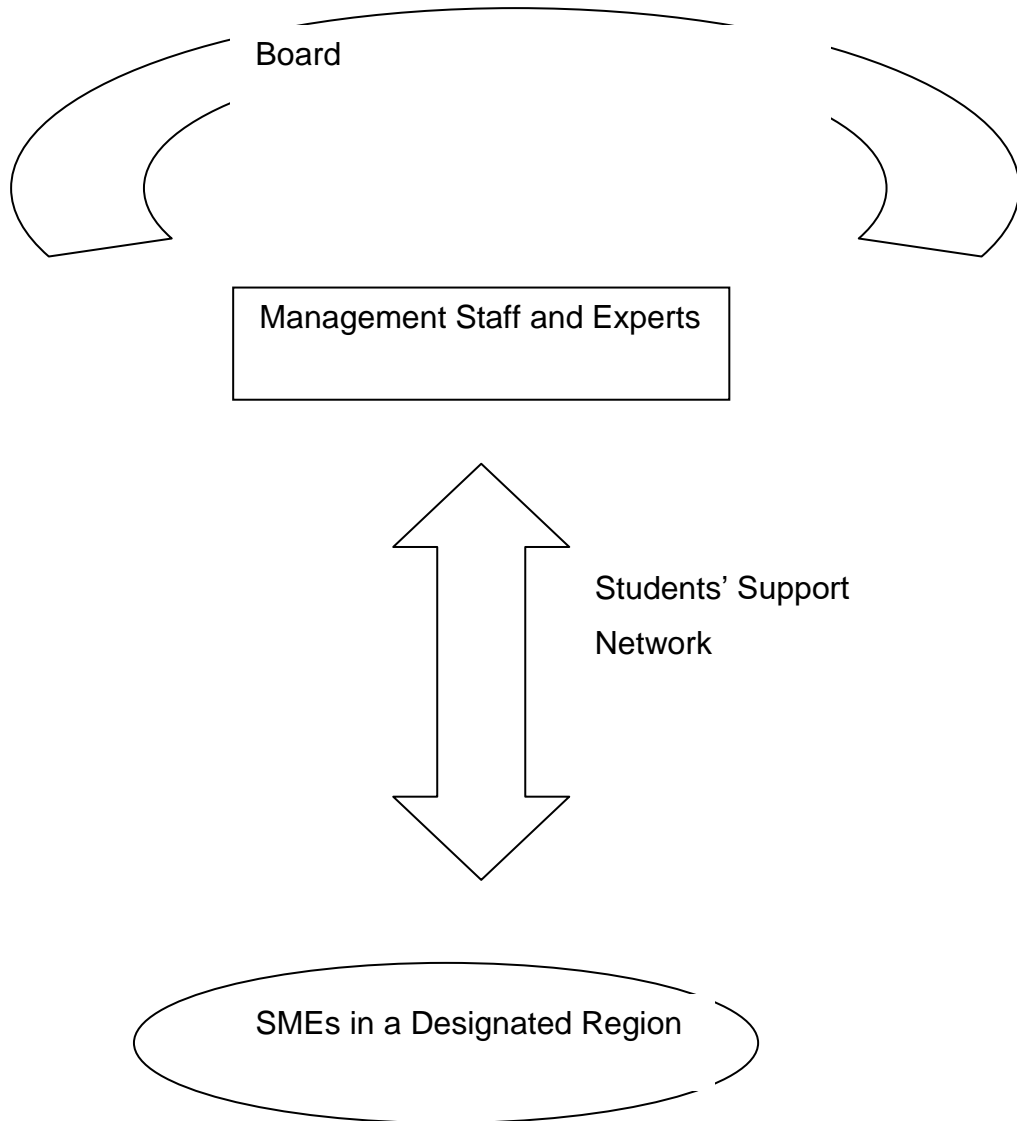 Board
Management Staff and Experts
Students’ Support
Network
SMEs in a Designated Region